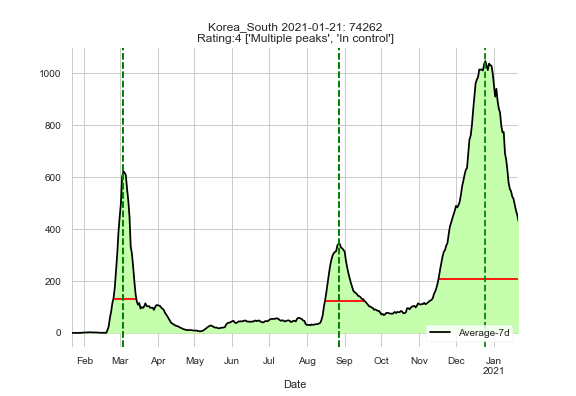 Korea_South 2021-01-21: 74262
Rating:4 ['Multiple peaks', 'In control']
1000
800
600
400
200
0
Average-7d
Feb Mar Apr May Jun Jul Aug Sep Oct Nov Dec Jan
2021
Date